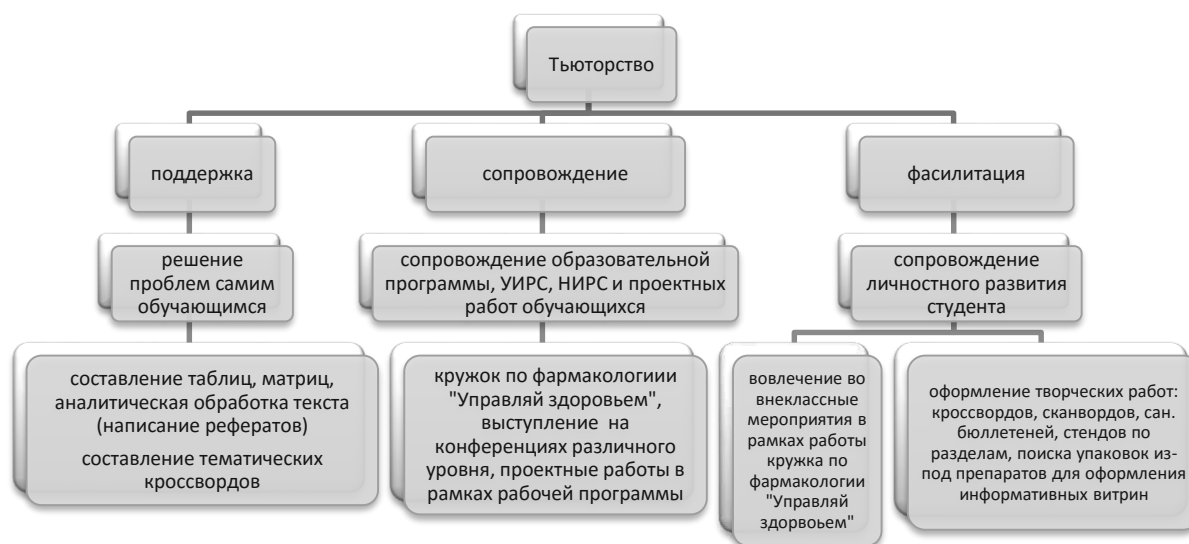 Тьюторство
поддержка
сопровождение
фасилитация
решение
проблем самим
обучающимся
сопровождение образовательной
программы, УИРС, НИРС и проектных
работ обучающихся
сопровождение
личностного развития
студента
составление таблиц, матриц,
аналитическая обработка текста
(написание рефератов)
составление тематических
кроссвордов
кружок по фармакологиии
"Управляй здоровьем",
выступление на
конференциях различного
уровня, проектные работы в
рамках рабочей программы
вовлечение во
внеклассные
мероприятия в
рамках работы
кружка по
фармакологии
"Управляй
здорвоьем"
оформление творческих работ:
кроссвордов, сканвордов, сан.
бюллетеней, стендов по
разделам, поиска упаковок из-
под препаратов для оформления
информативных витрин